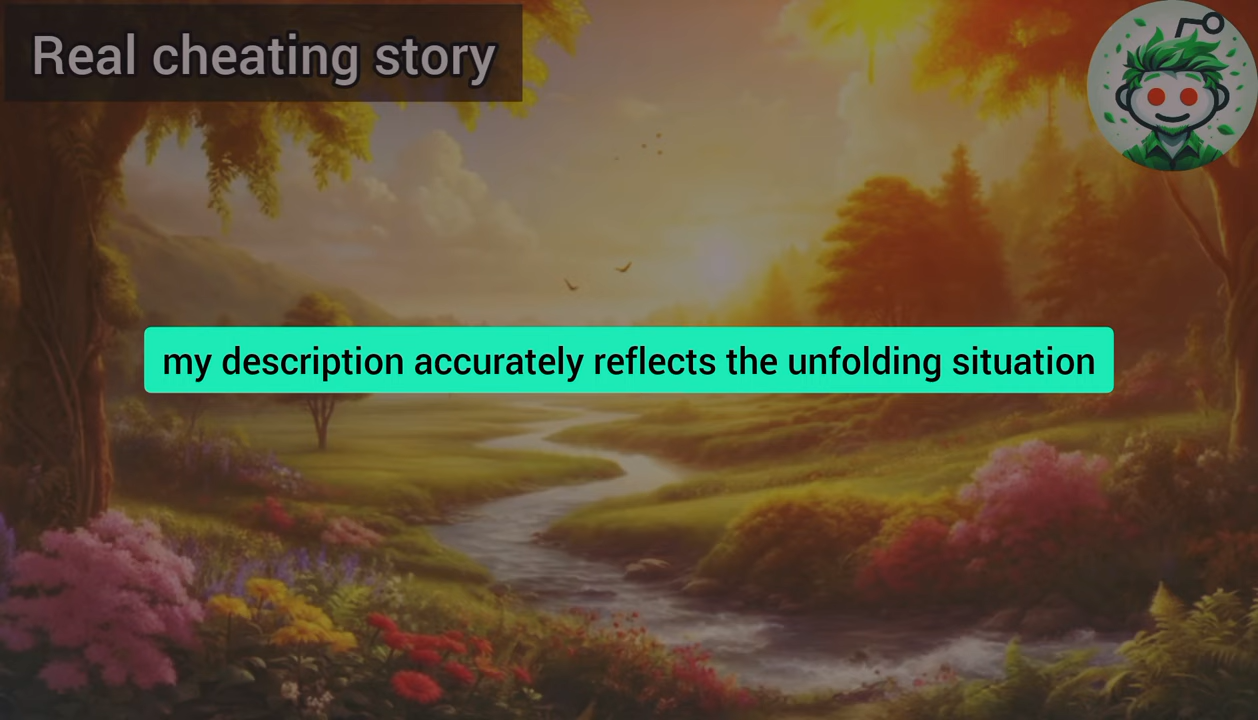 Real cheating story
my description accurately reflects the unfolding situation